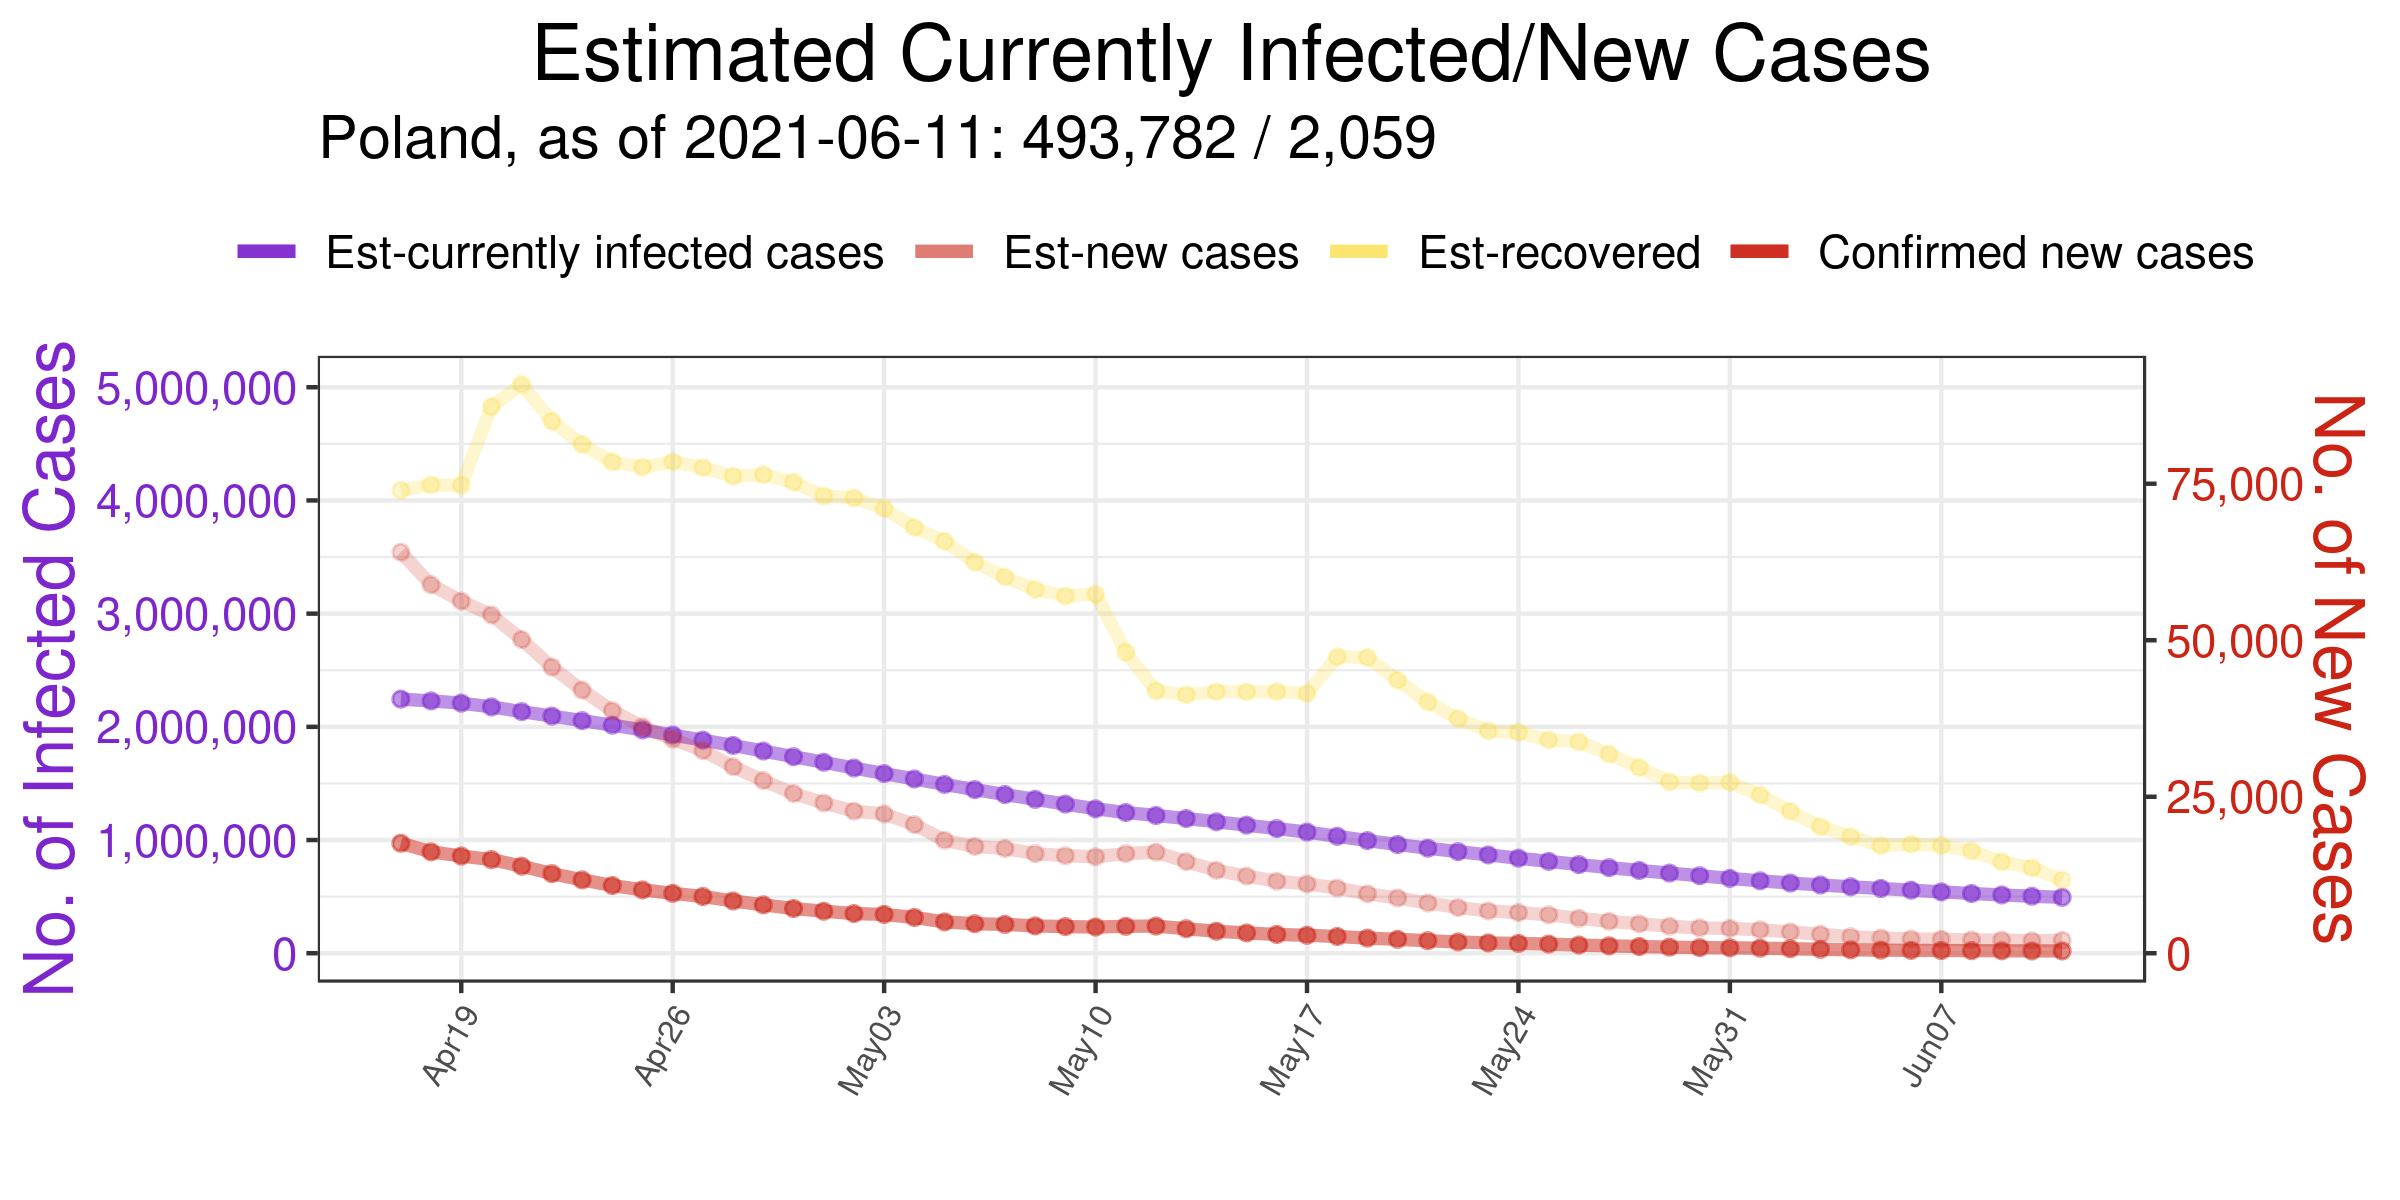 Estimated Currently Infected/New Cases
Poland, as of 2021-06-11: 493,782 / 2,059
Est-currently infected cases Est-new cases Est-recovered Confirmed new cases
No. of Infected Cases
5,000,000
4,000,000
3,000,000
2,000,000
1,000,000
0
75,000
50,000
25,000
0
No. of New Cases
Apr19 Apr26 May03 May10 May17 May24 May31 Jun07